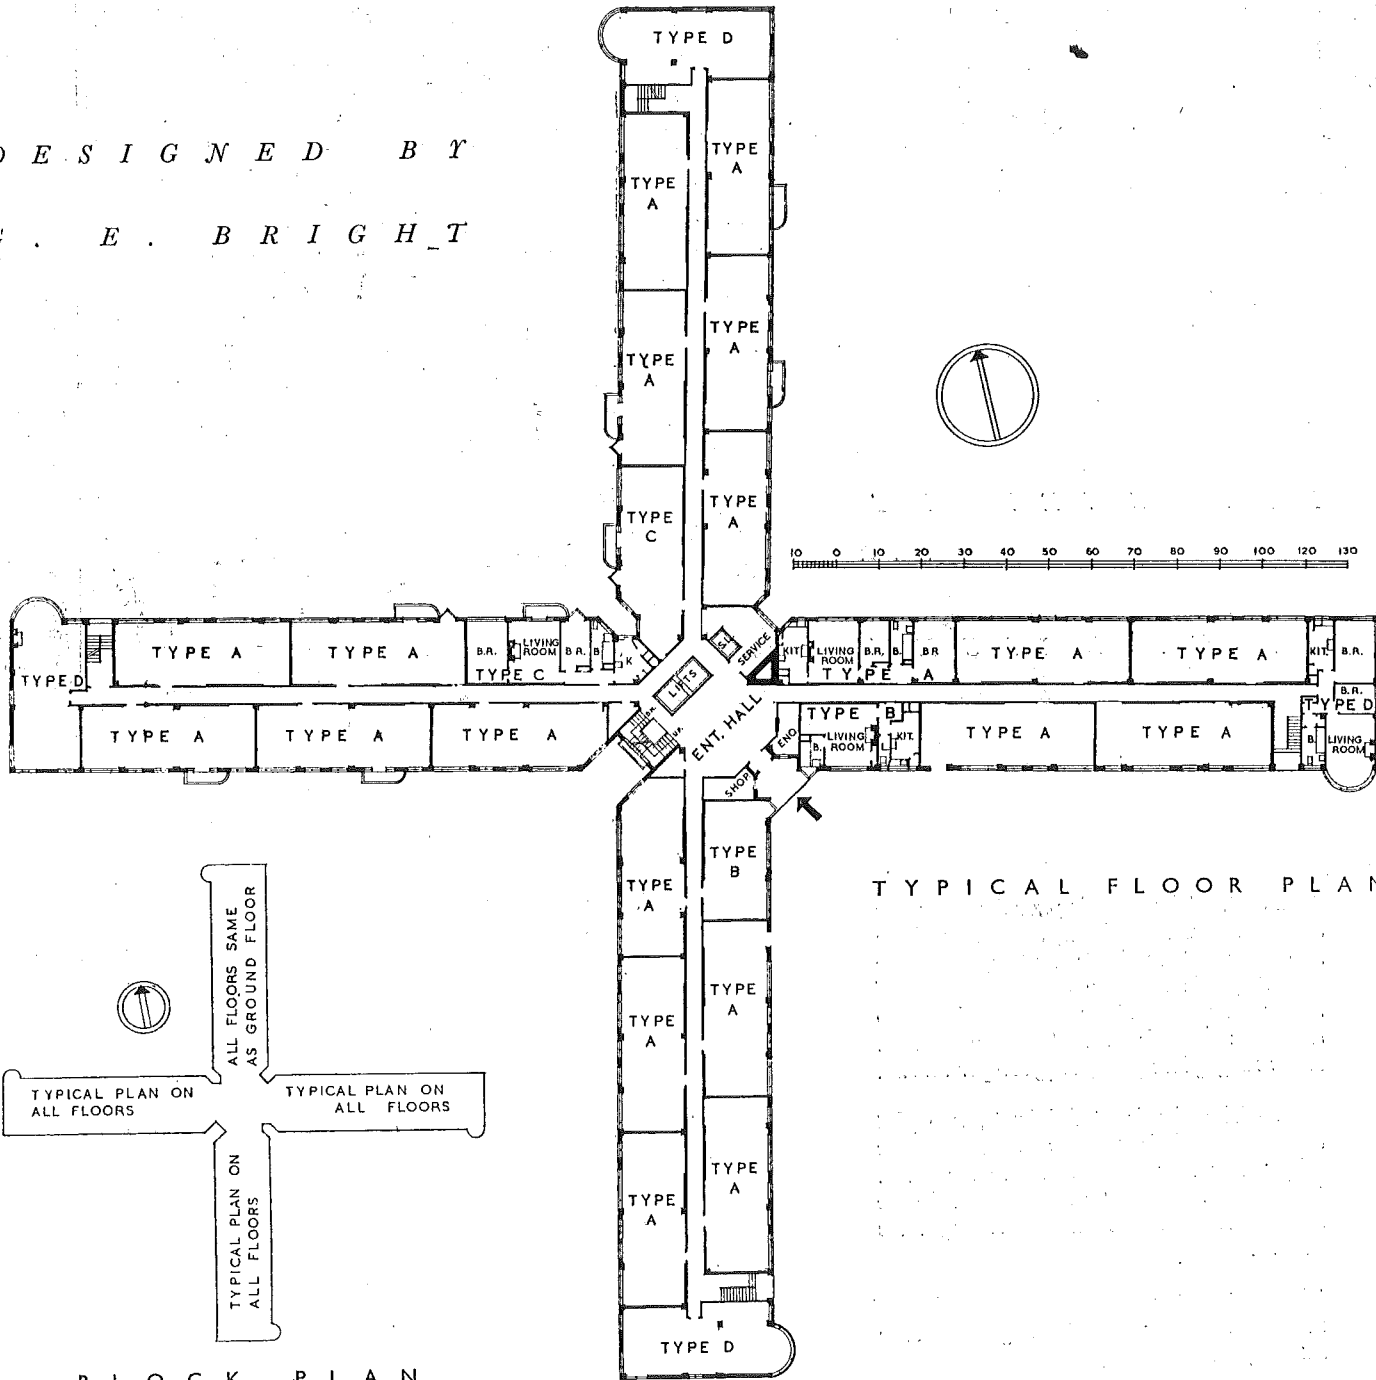 DESIGNED BY
. E. BRIGHT
TYPE D
TYPE A
TYPE A
TYPE A
TYPE A
TYPE C
TYPE A
10 0 10 20 30 40 50 60 70 80 90 100 120 130
TYPE D
TYPE A
TYPE A
B.R.
LIVING ROOM
B.R.
B.
K
TYPE C
TYPE A
TYPE A
TYPE A
S.L.
SERVICE
LIFTS
ENT. HALL
UP.
ENQ.
SHOP
KIT.
LIVING ROOM
B.R.
B.
B.R.
TYPE A
TYPE A
TYPE A
KIT.
B.R.
B.R.
TYPE D
B.
LIVING ROOM
TYPE B
B.
LIVING ROOM
L.
KIT.
TYPE A
TYPE A
TYPE B
TYPE A
TYPE A
TYPE A
TYPE A
TYPE A
TYPE D
TYPICAL FLOOR PLAN
ALL FLOORS SAME
AS GROUND FLOOR
TYPICAL PLAN ON
ALL FLOORS
TYPICAL PLAN ON
ALL FLOORS
TYPICAL PLAN ON
ALL FLOORS
BLOCK PLAN